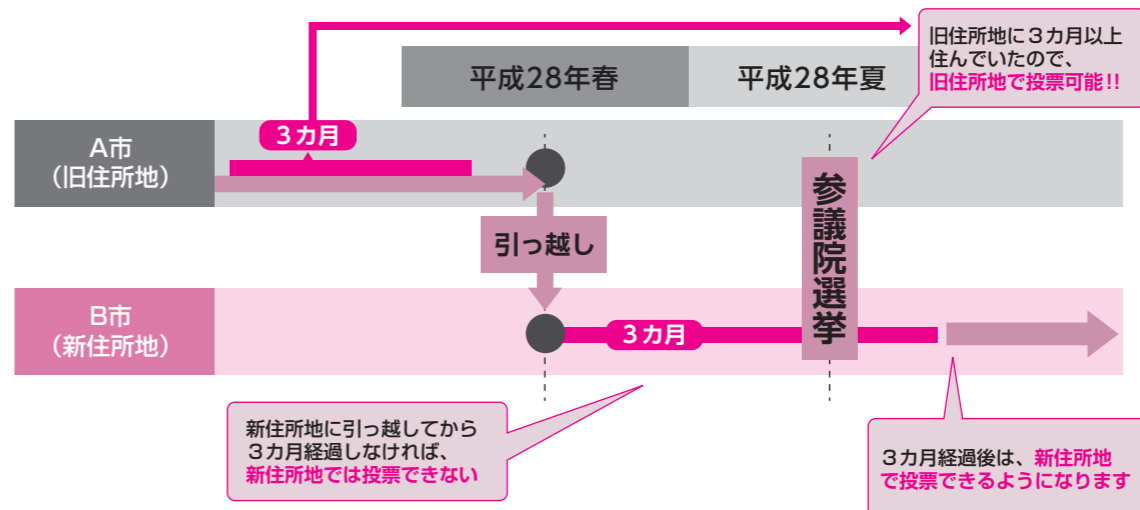 平成28年春
平成28年夏
旧住所地に3カ月以上
住んでいたので、
旧住所地で投票可能!!
A市
(旧住所地)
3カ月
引っ越し
参議院選挙
B市
(新住所地)
3カ月
新住所地に引っ越してから
3カ月経過しなければ、
新住所地では投票できない
3カ月経過後は、新住所地
で投票できるようになります